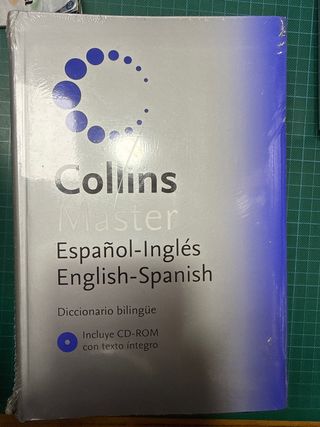 Collins
Master
Español-Inglés
English-Spanish
Diccionario bilingüe
Incluye CD-ROM
con texto íntegro